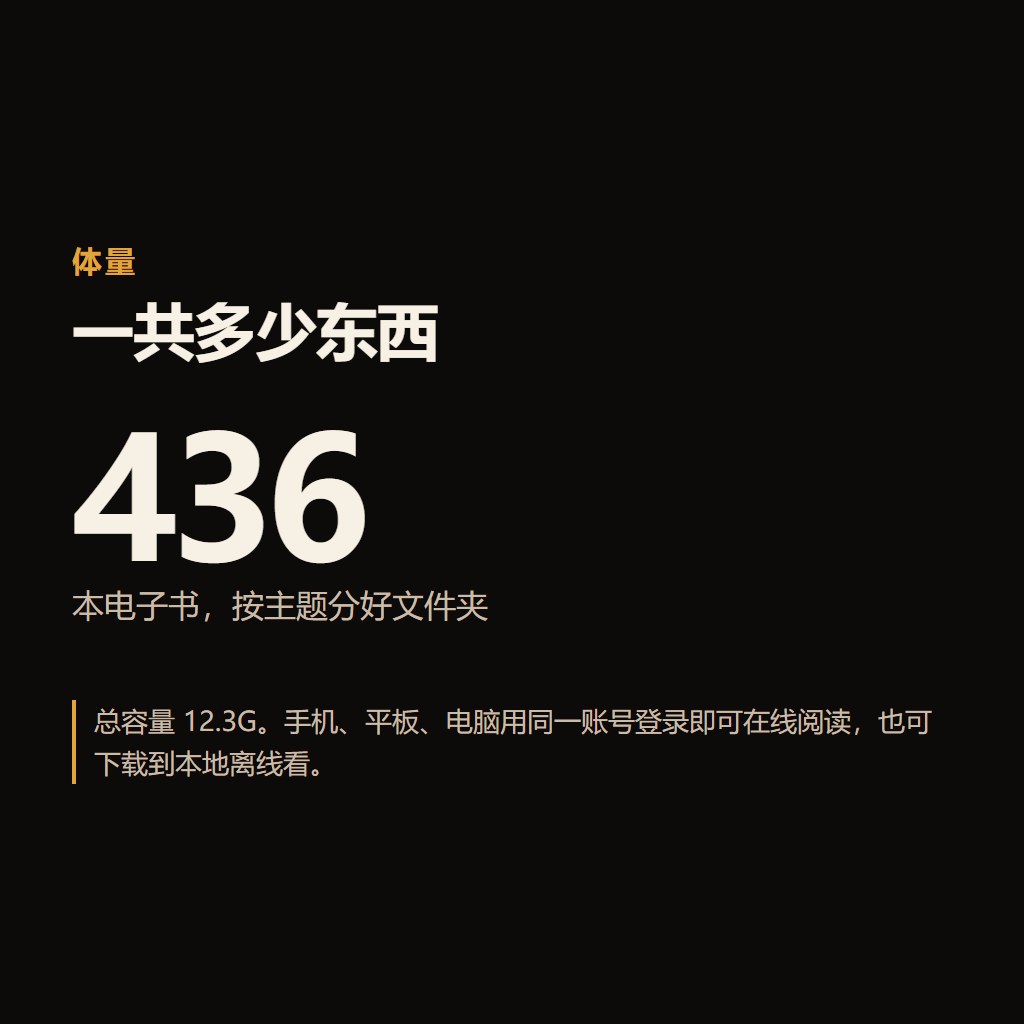 体量
一共多少东西
436
本电子书，按主题分好文件夹
总容量 12.3G。手机、平板、电脑用同一账号登录即可在线阅读，也可
下载到本地离线看。